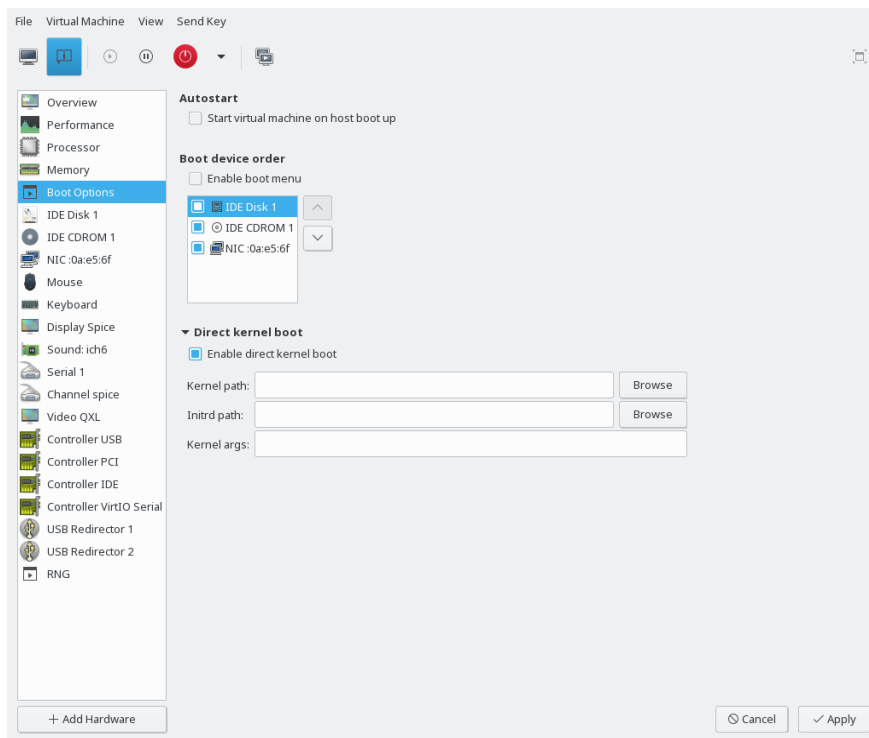 File Virtual Machine View Send Key
Overview
Performance
Processor
Memory
Boot Options
IDE Disk 1
IDE CDROM 1
NIC :0a:e5:6f
Mouse
Keyboard
Display Spice
Sound: ich6
Serial 1
Channel spice
Video QXL
Controller USB
Controller PCI
Controller IDE
Controller VirtIO Serial
USB Redirector 1
USB Redirector 2
RNG
Add Hardware
Autostart
Start virtual machine on host boot up
Boot device order
Enable boot menu
IDE Disk 1
IDE CDROM 1
NIC :0a:e5:6f
Direct kernel boot
Enable direct kernel boot
Kernel path: Browse
Initrd path: Browse
Kernel args:
Cancel Apply